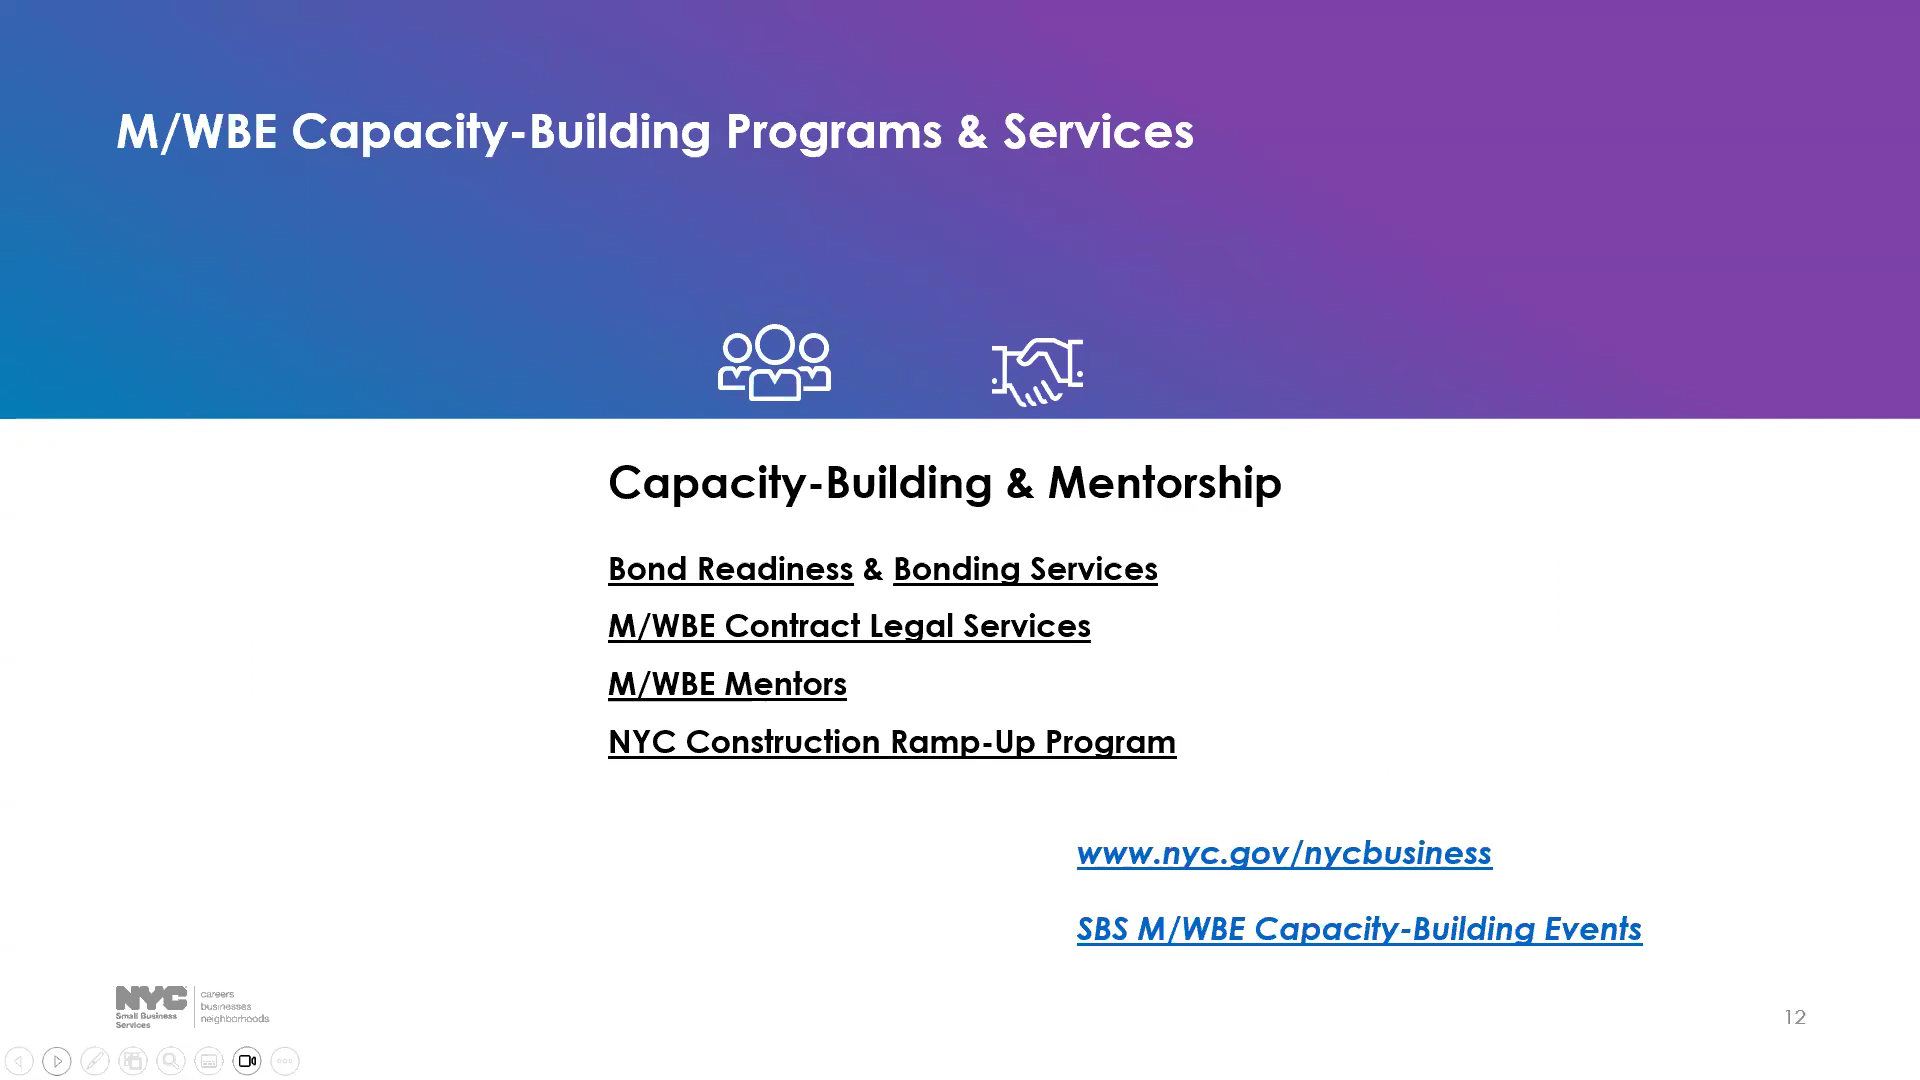 M/WBE Capacity-Building Programs & Services
Capacity-Building & Mentorship
Bond Readiness & Bonding Services
M/WBE Contract Legal Services
M/WBE Mentors
NYC Construction Ramp-Up Program
www.nyc.gov/nycbusiness
SBS M/WBE Capacity-Building Events
NYC
Small Business
Services
careers
businesses
neighborhoods
12